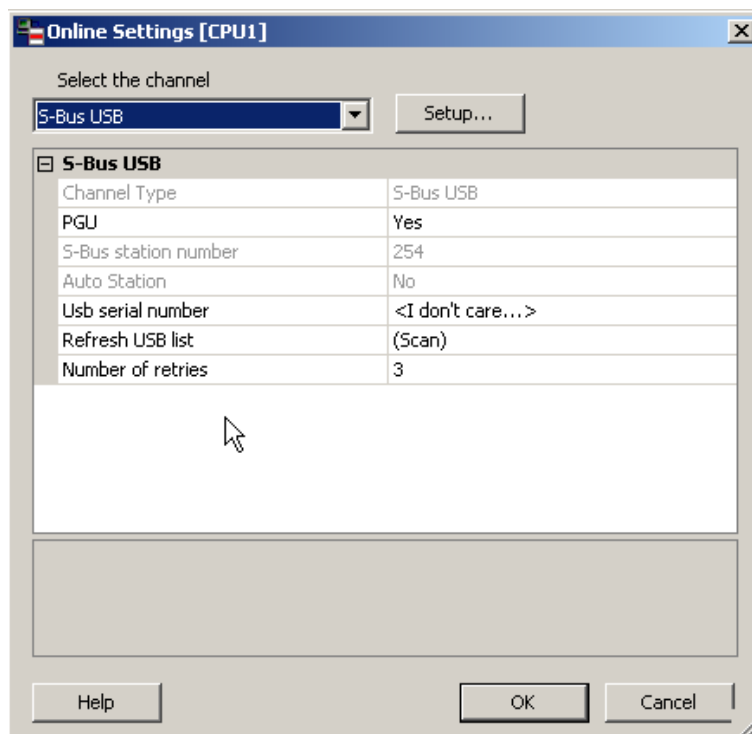 Online Settings [CPU1]
Select the channel
S-Bus USB
Setup...
S-Bus USB
Channel Type S-Bus USB
PGU Yes
S-Bus station number 254
Auto Station No
Usb serial number <I don't care...>
Refresh USB list (Scan)
Number of retries 3
Help OK Cancel